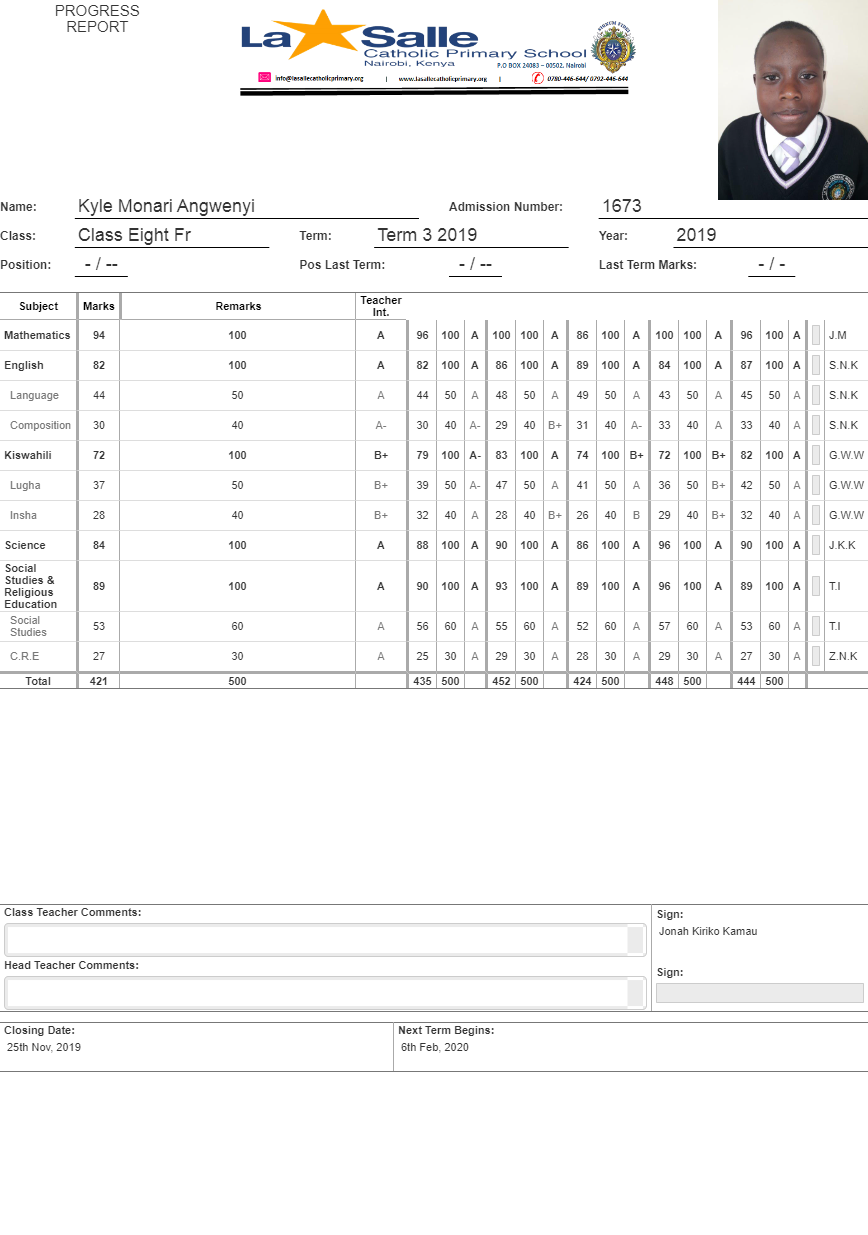 PROGRESS
REPORT
La Salle
Catholic Primary School
Nairobi, Kenya
P.O BOX 24083 – 00502, Nairobi
info@lasallecatholicprimary.org | www.lasallecatholicprimary.org | 0780-446-644/ 0792-446-644
Name: Kyle Monari Angwenyi Admission Number: 1673
Class: Class Eight Fr Term: Term 3 2019 Year: 2019
Position: - / -- Pos Last Term: - / -- Last Term Marks: - / -
Subject Marks Remarks Teacher Int.
Mathematics 94 100 A 96 100 A 100 100 A 86 100 A 100 100 A 96 100 A J.M
English 82 100 A 82 100 A 86 100 A 89 100 A 84 100 A 87 100 A S.N.K
Language 44 50 A 44 50 A 48 50 A 49 50 A 43 50 A 45 50 A S.N.K
Composition 30 40 A- 30 40 A- 29 40 B+ 31 40 A- 33 40 A 33 40 A S.N.K
Kiswahili 72 100 B+ 79 100 A- 83 100 A 74 100 B+ 72 100 B+ 82 100 A G.W.W
Lugha 37 50 B+ 39 50 A- 47 50 A 41 50 A 36 50 B+ 42 50 A G.W.W
Insha 28 40 B+ 32 40 A 28 40 B+ 26 40 B 29 40 B+ 32 40 A G.W.W
Science 84 100 A 88 100 A 90 100 A 86 100 A 96 100 A 90 100 A J.K.K
Social
Studies &
Religious
Education 89 100 A 90 100 A 93 100 A 89 100 A 96 100 A 89 100 A T.I
Social
Studies 53 60 A 56 60 A 55 60 A 52 60 A 57 60 A 53 60 A T.I
C.R.E 27 30 A 25 30 A 29 30 A 28 30 A 29 30 A 27 30 A Z.N.K
Total 421 500 435 500 452 500 424 500 448 500 444 500
Class Teacher Comments: Sign:
Jonah Kiriko Kamau
Head Teacher Comments: Sign:
Closing Date: Next Term Begins:
25th Nov, 2019 6th Feb, 2020